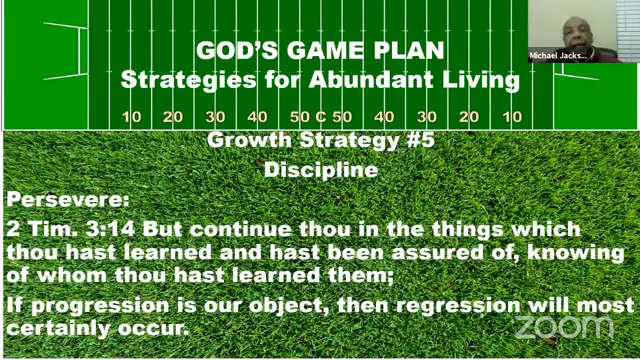 GOD'S GAME PLAN
Strategies for Abundant Living
10 20 30 40 50 C 50 40 30 20 10
Michael Jacks...
Growth Strategy #5
Discipline
Persevere:
2 Tim. 3:14 But continue thou in the things which
thou hast learned and hast been assured of, knowing
of whom thou hast learned them;
If progression is our object, then regression will most
certainly occur.
zoom